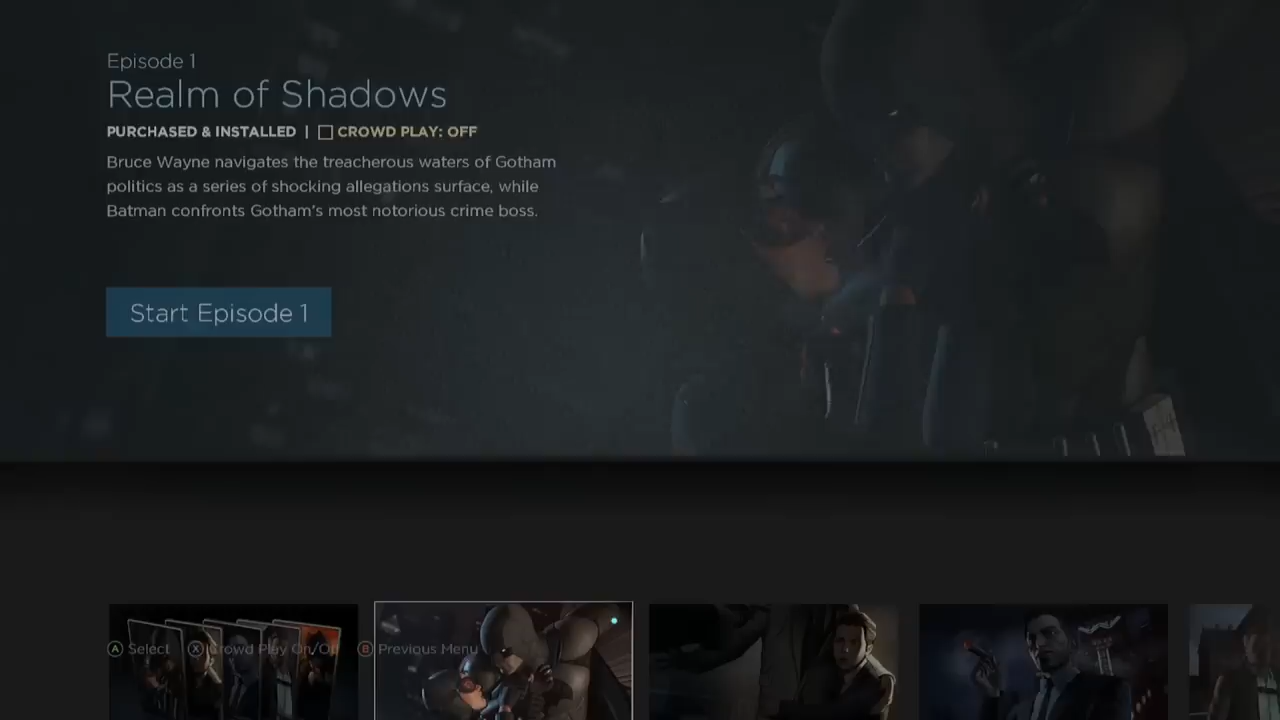 Episode 1
Realm of Shadows
PURCHASED & INSTALLED | CROWD PLAY: OFF
Bruce Wayne navigates the treacherous waters of Gotham
politics as a series of shocking allegations surface, while
Batman confronts Gotham's most notorious crime boss.
Start Episode 1
A Select X Crowd Play On/Off B Previous Menu